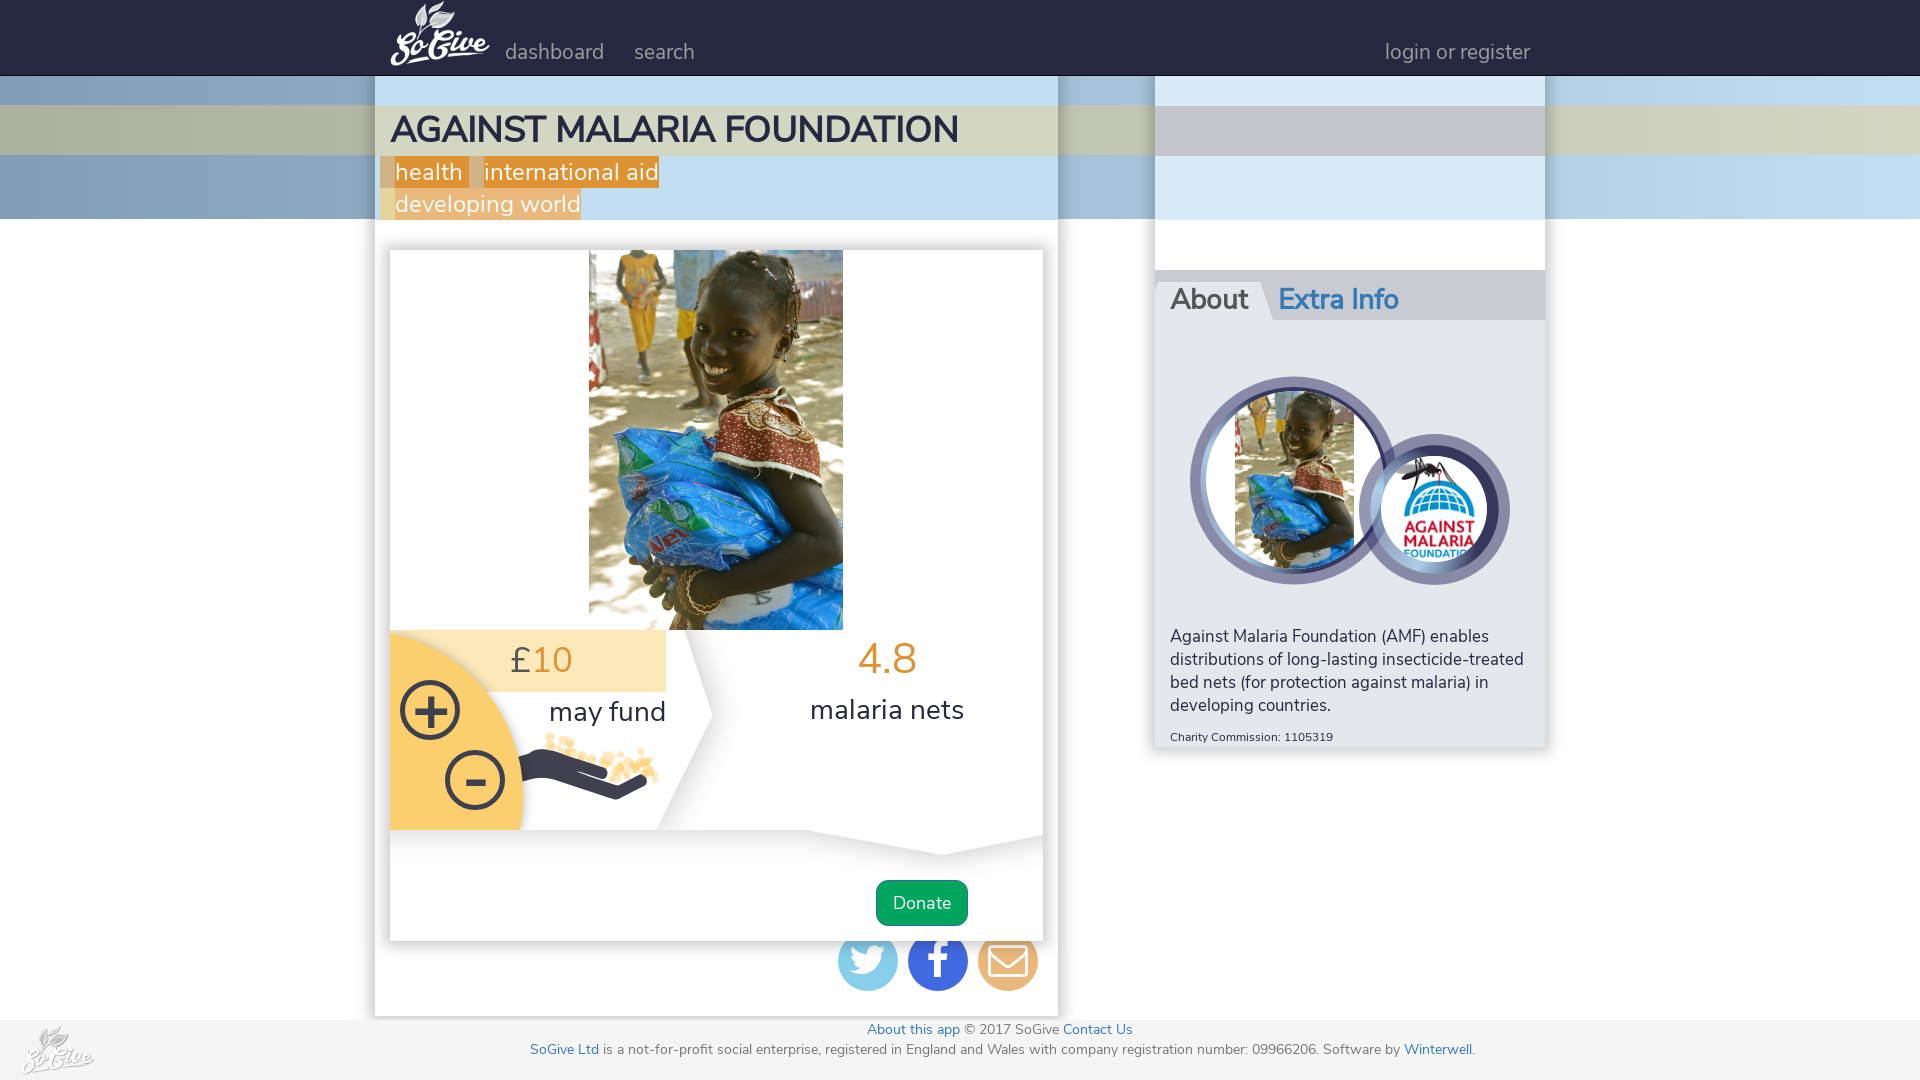 SoGive
dashboard
search
login or register
AGAINST MALARIA FOUNDATION
health
international aid
developing world
£10
may fund
+
-
4.8
malaria nets
Donate
About
Extra Info
AGAINST
MALARIA
FOUNDATION
Against Malaria Foundation (AMF) enables
distributions of long-lasting insecticide-treated
bed nets (for protection against malaria) in
developing countries.
Charity Commission: 1105319
SoGive
About this app © 2017 SoGive Contact Us
SoGive Ltd is a not-for-profit social enterprise, registered in England and Wales with company registration number: 09966206. Software by Winterwell.